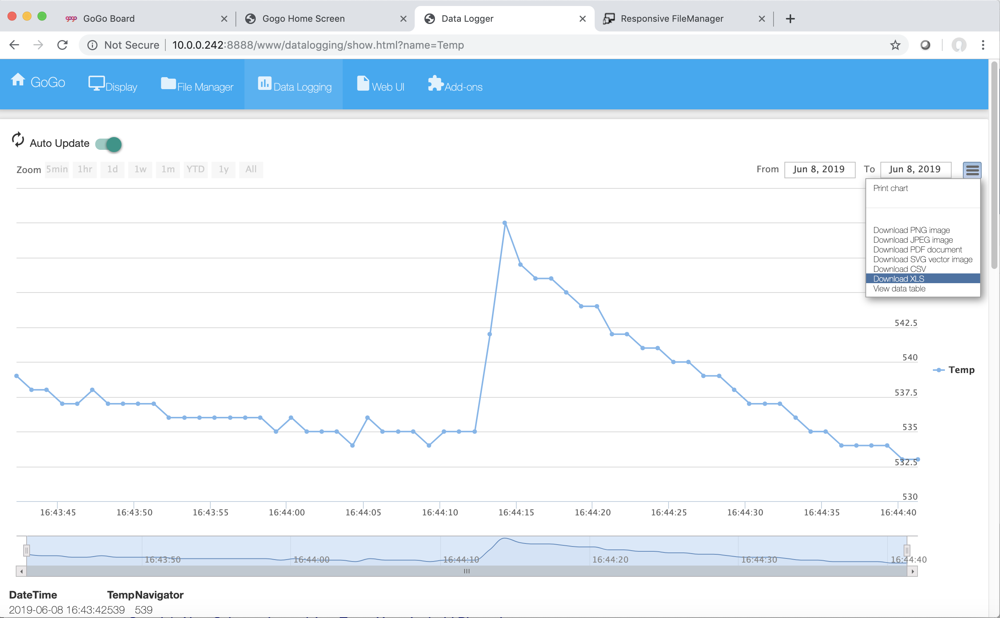 gogo GoGo Board
Gogo Home Screen
Data Logger
Responsive FileManager
Not Secure 10.0.0.242:8888/www/datalogging/show.html?name=Temp
GoGo Display File Manager Data Logging Web UI Add-ons
Auto Update
Zoom 5min 1hr 1d 1w 1m YTD 1y All
From Jun 8, 2019 To Jun 8, 2019
Print chart
Download PNG image
Download JPEG image
Download PDF document
Download SVG vector image
Download CSV
Download XLS
View data table
542.5
540
Temp
537.5
535
532.5
530
16:43:45 16:43:50 16:43:55 16:44:00 16:44:05 16:44:10 16:44:15 16:44:20 16:44:25 16:44:30 16:44:35 16:44:40
16:43:50 16:44:00 16:44:10 16:44:20 16:44:30 16:44:40
DateTime TempNavigator
2019-06-08 16:43:42539 539